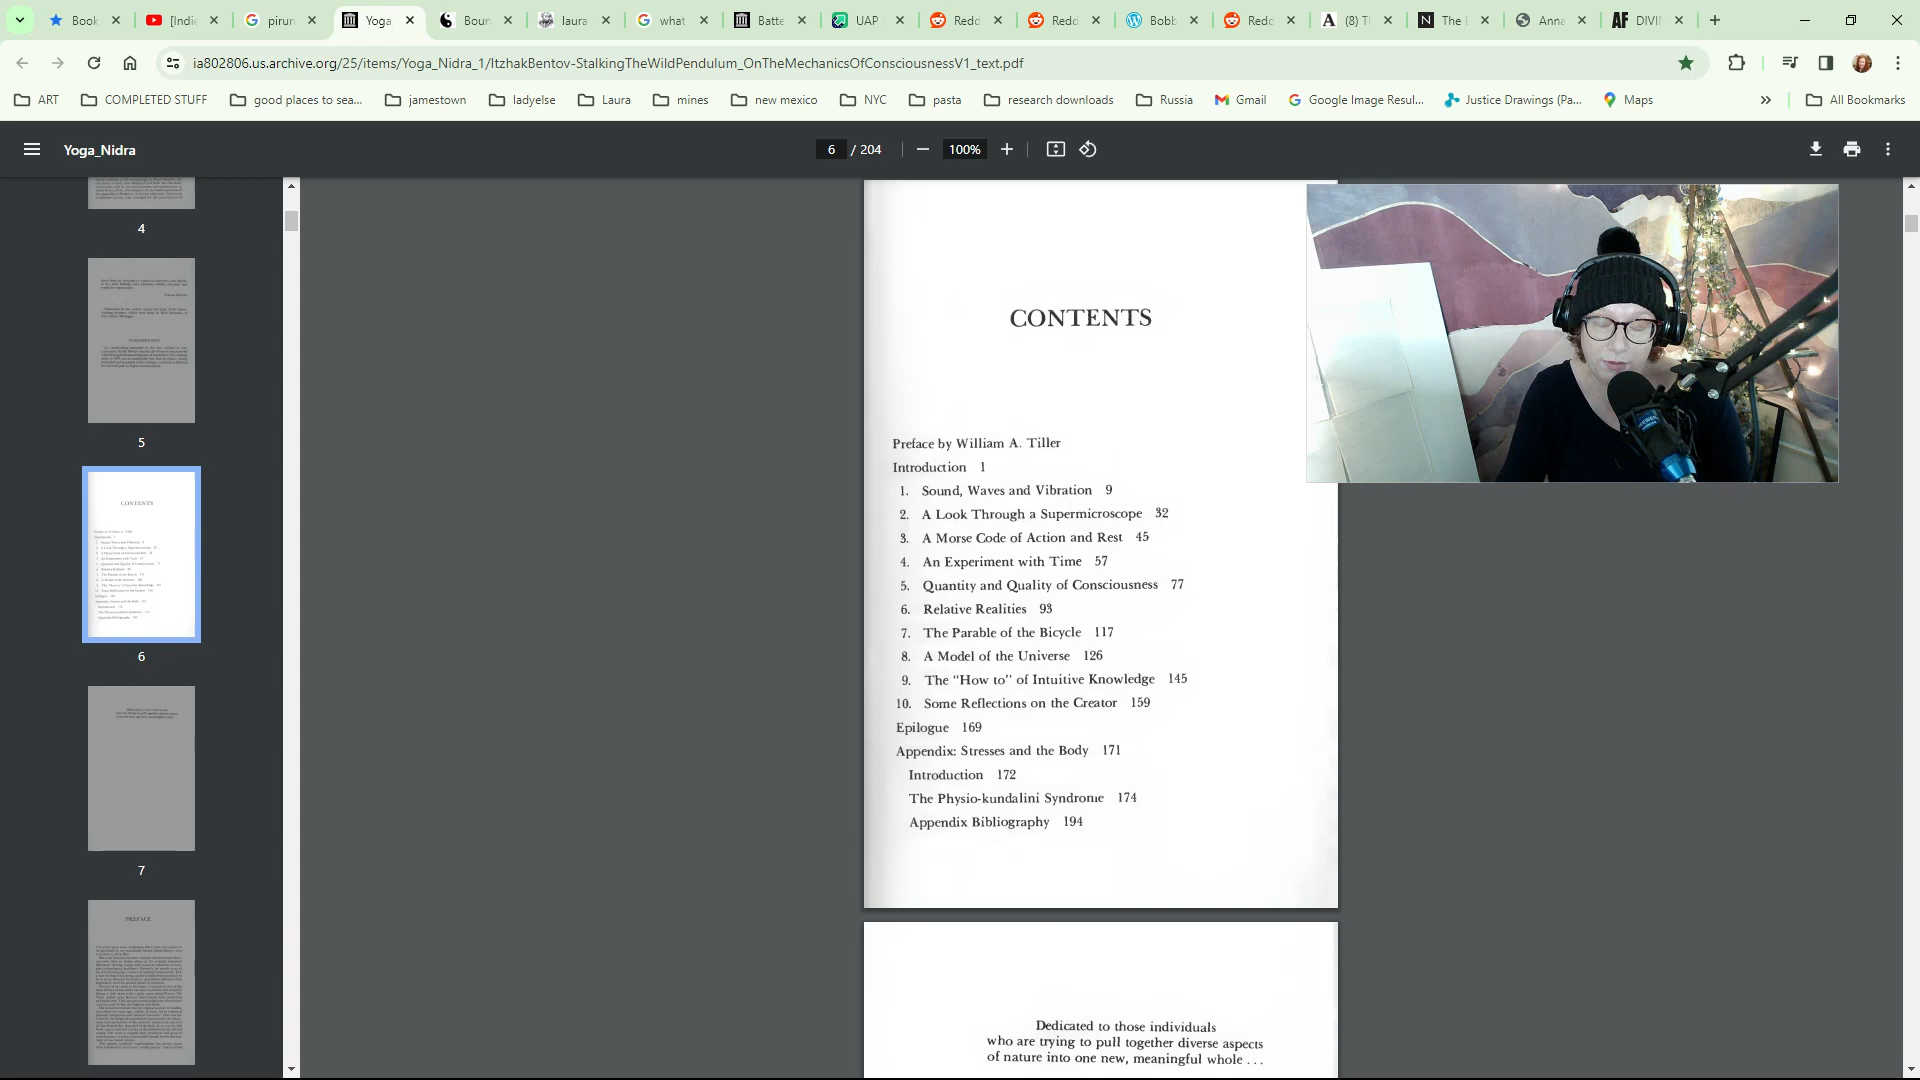 Book
[Indie
pirun
Yoga_
Boun
laura
what
Batte
UAP
Redd
Redd
Bobb
Redd
(8) T
The
Anna
DIVI
ia802806.us.archive.org/25/items/Yoga_Nidra_1/ItzhakBentov-StalkingTheWildPendulum_OnTheMechanicsOfConsciousnessV1_text.pdf
ART
COMPLETED STUFF
good places to sea...
jamestown
ladyelse
Laura
mines
new mexico
NYC
pasta
research downloads
Russia
Gmail
Google Image Resul...
Justice Drawings (Pa...
Maps
All Bookmarks
Yoga_Nidra
6 / 204
100%
4
5
CONTENTS
6
7
PREFACE
CONTENTS
Preface by William A. Tiller
Introduction 1
1. Sound, Waves and Vibration 9
2. A Look Through a Supermicroscope 32
3. A Morse Code of Action and Rest 45
4. An Experiment with Time 57
5. Quantity and Quality of Consciousness 77
6. Relative Realities 93
7. The Parable of the Bicycle 117
8. A Model of the Universe 126
9. The "How to" of Intuitive Knowledge 145
10. Some Reflections on the Creator 159
Epilogue 169
Appendix: Stresses and the Body 171
Introduction 172
The Physio-kundalini Syndrome 174
Appendix Bibliography 194
Dedicated to those individuals
who are trying to pull together diverse aspects
of nature into one new, meaningful whole . . .